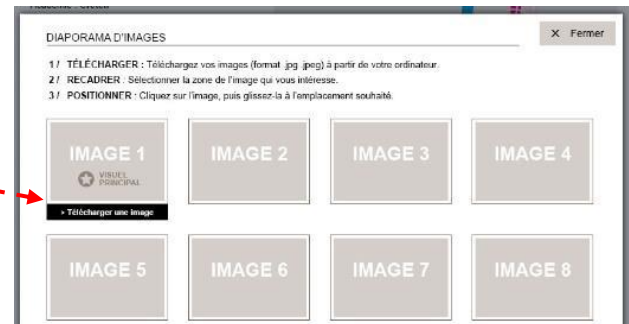 DIAPORAMA D'IMAGES
X Fermer
1 / TÉLÉCHARGER : Téléchargez vos images (format .jpg .jpeg) à partir de votre ordinateur.
2 / RECADRER : Sélectionner la zone de l'image qui vous intéresse.
3 / POSITIONNER : Cliquez sur l'image, puis glissez-la à l'emplacement souhaité.
IMAGE 1
VISUEL
PRINCIPAL
IMAGE 2
IMAGE 3
IMAGE 4
> Télécharger une image
IMAGE 5
IMAGE 6
IMAGE 7
IMAGE 8